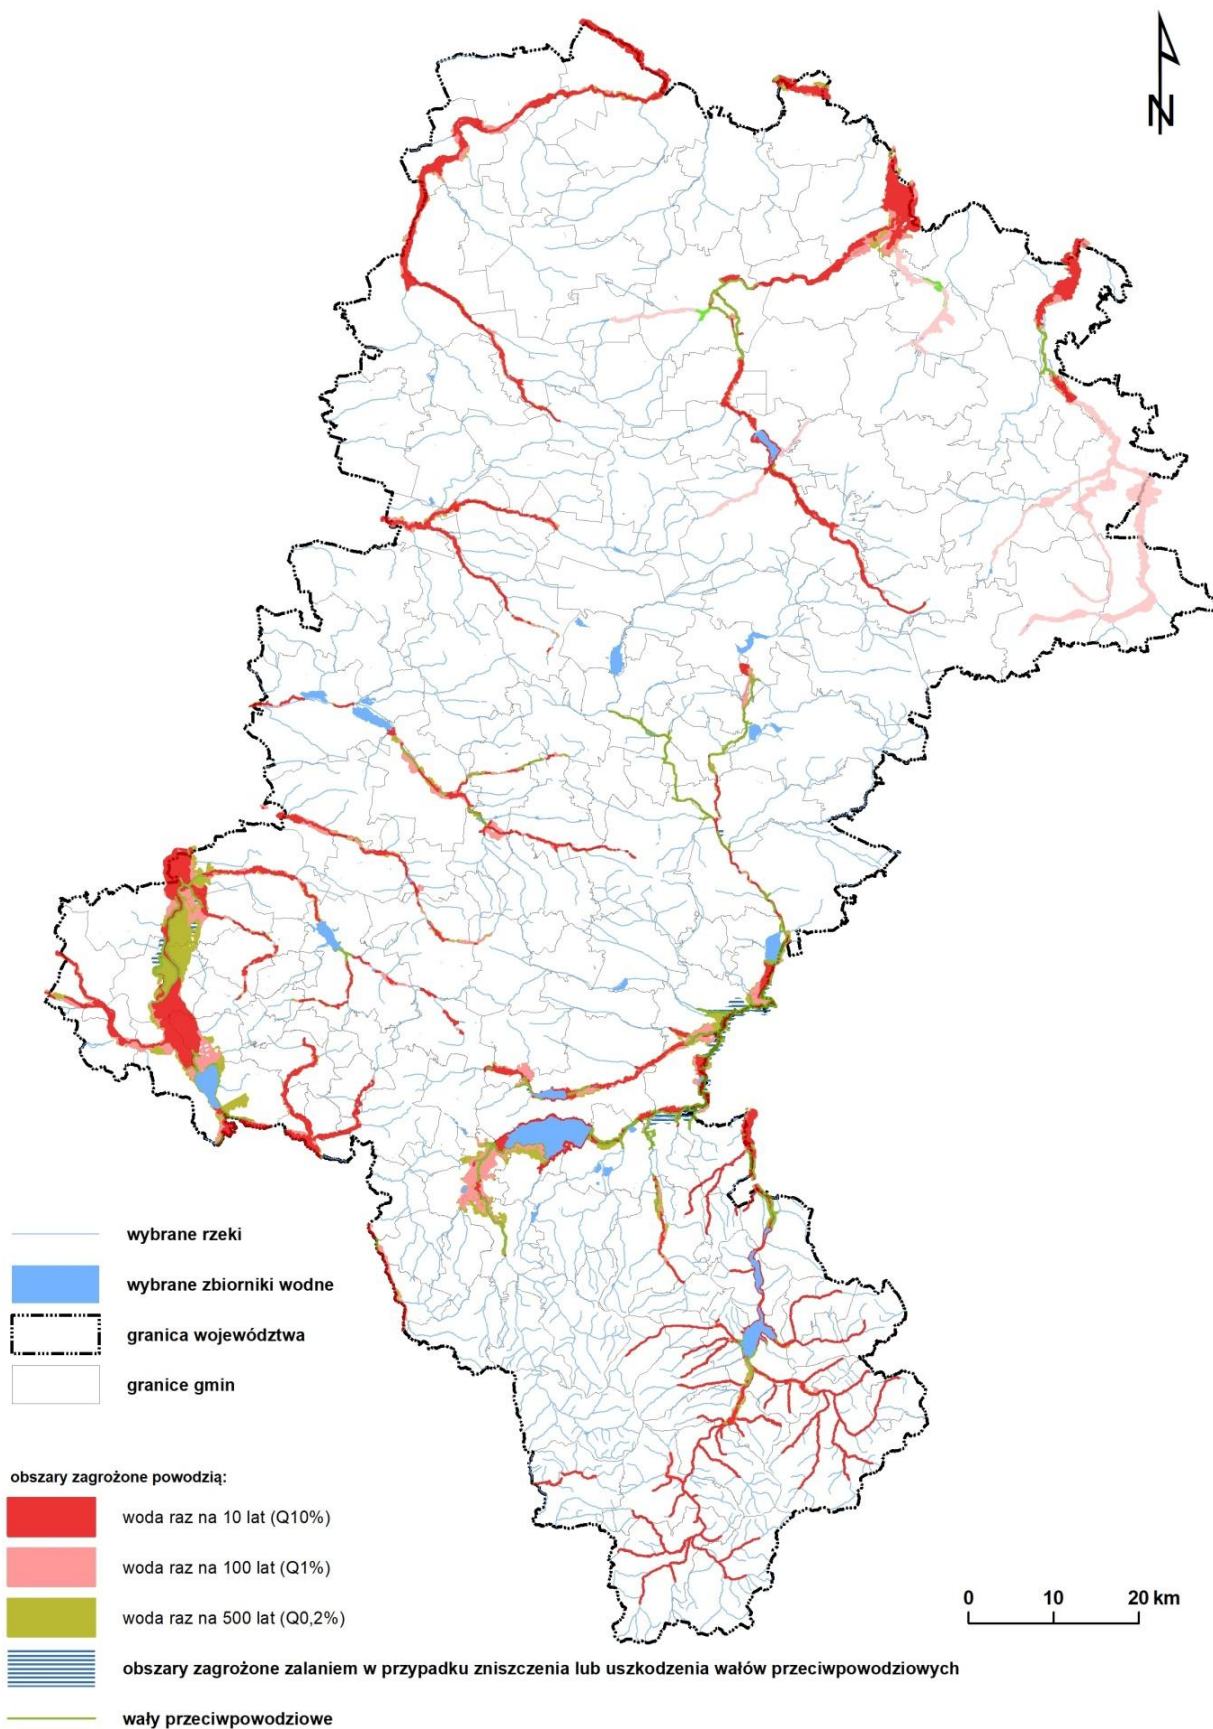 N
wybrane rzeki
wybrane zbiorniki wodne
granica województwa
granice gmin
obszary zagrożone powodzią:
woda raz na 10 lat (Q10%)
woda raz na 100 lat (Q1%)
woda raz na 500 lat (Q0,2%)
0 10 20 km
obszary zagrożone zalaniem w przypadku zniszczenia lub uszkodzenia wałów przeciwpowodziowych
wały przeciwpowodziowe